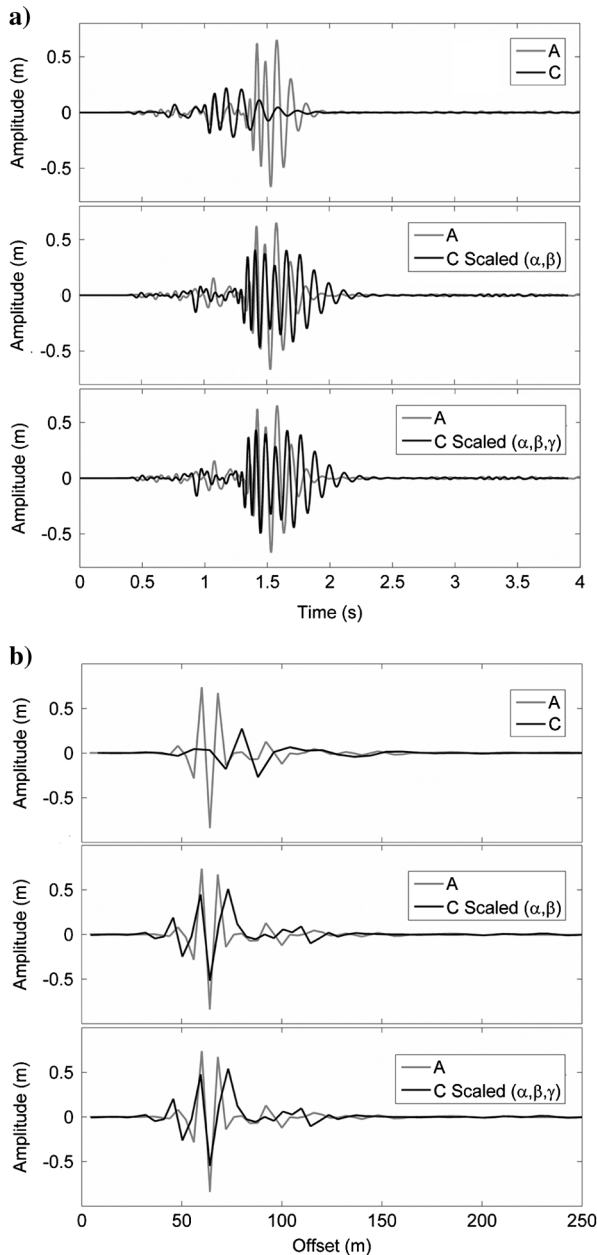 a)
Amplitude (m)
0.5
0
-0.5
A
C
Amplitude (m)
0.5
0
-0.5
A
C Scaled (α,β)
Amplitude (m)
0.5
0
-0.5
A
C Scaled (α,β,γ)
0 0.5 1 1.5 2 2.5 3 3.5 4
Time (s)
b)
Amplitude (m)
0.5
0
-0.5
A
C
Amplitude (m)
0.5
0
-0.5
A
C Scaled (α,β)
Amplitude (m)
0.5
0
-0.5
A
C Scaled (α,β,γ)
0 50 100 150 200 250
Offset (m)